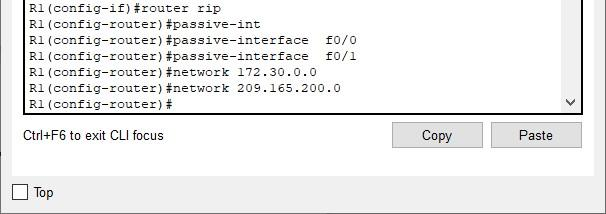 R1(config-if)#router rip
R1(config-router)#passive-int
R1(config-router)#passive-interface  f0/0
R1(config-router)#passive-interface  f0/1
R1(config-router)#network 172.30.0.0
R1(config-router)#network 209.165.200.0
R1(config-router)#
Ctrl+F6 to exit CLI focus
Copy
Paste
Top